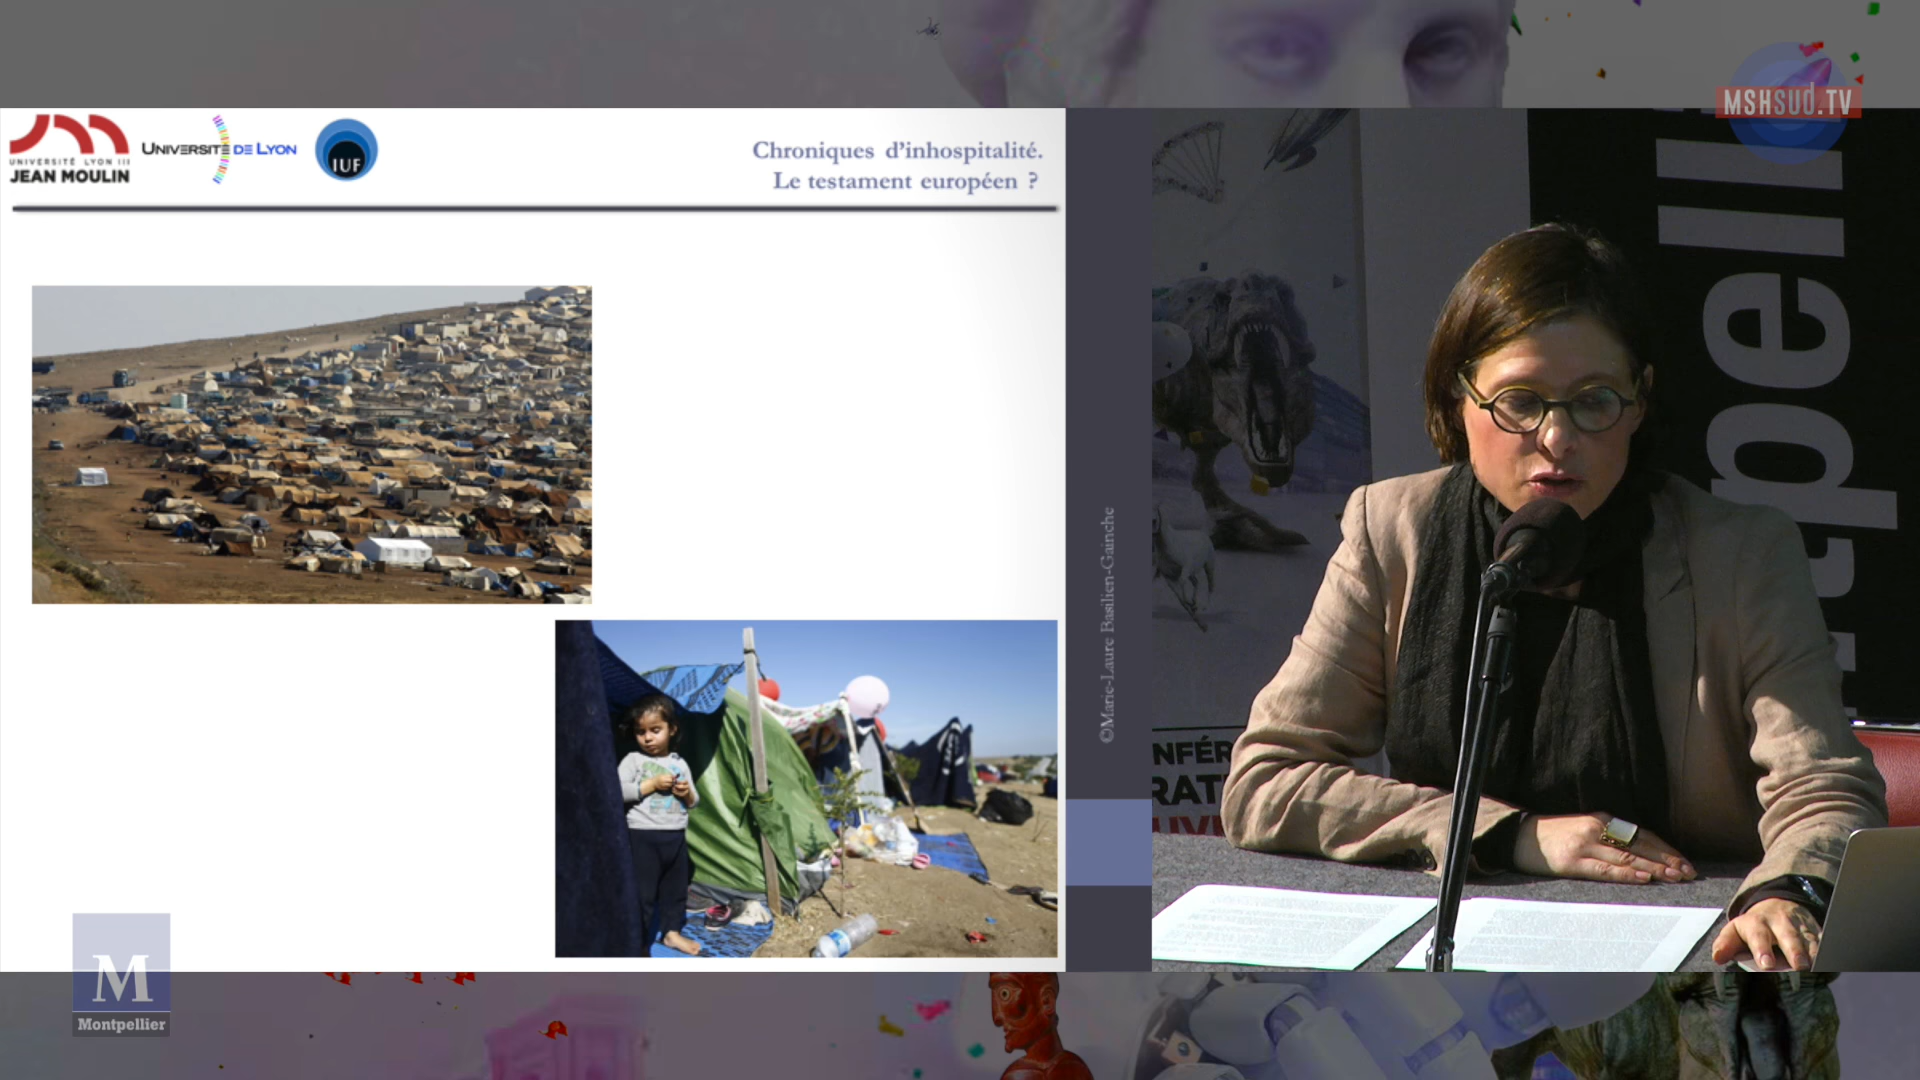 MSHSUD.TV
UNIVERSITÉ LYON III
JEAN MOULIN
UNIVERSITÉ DE LYON
IUF
Chroniques d'inhospitalité.
Le testament européen ?
©Marie-Laure Basilien-Gainche
tpell
NFÉR
RAT
M
Montpellier